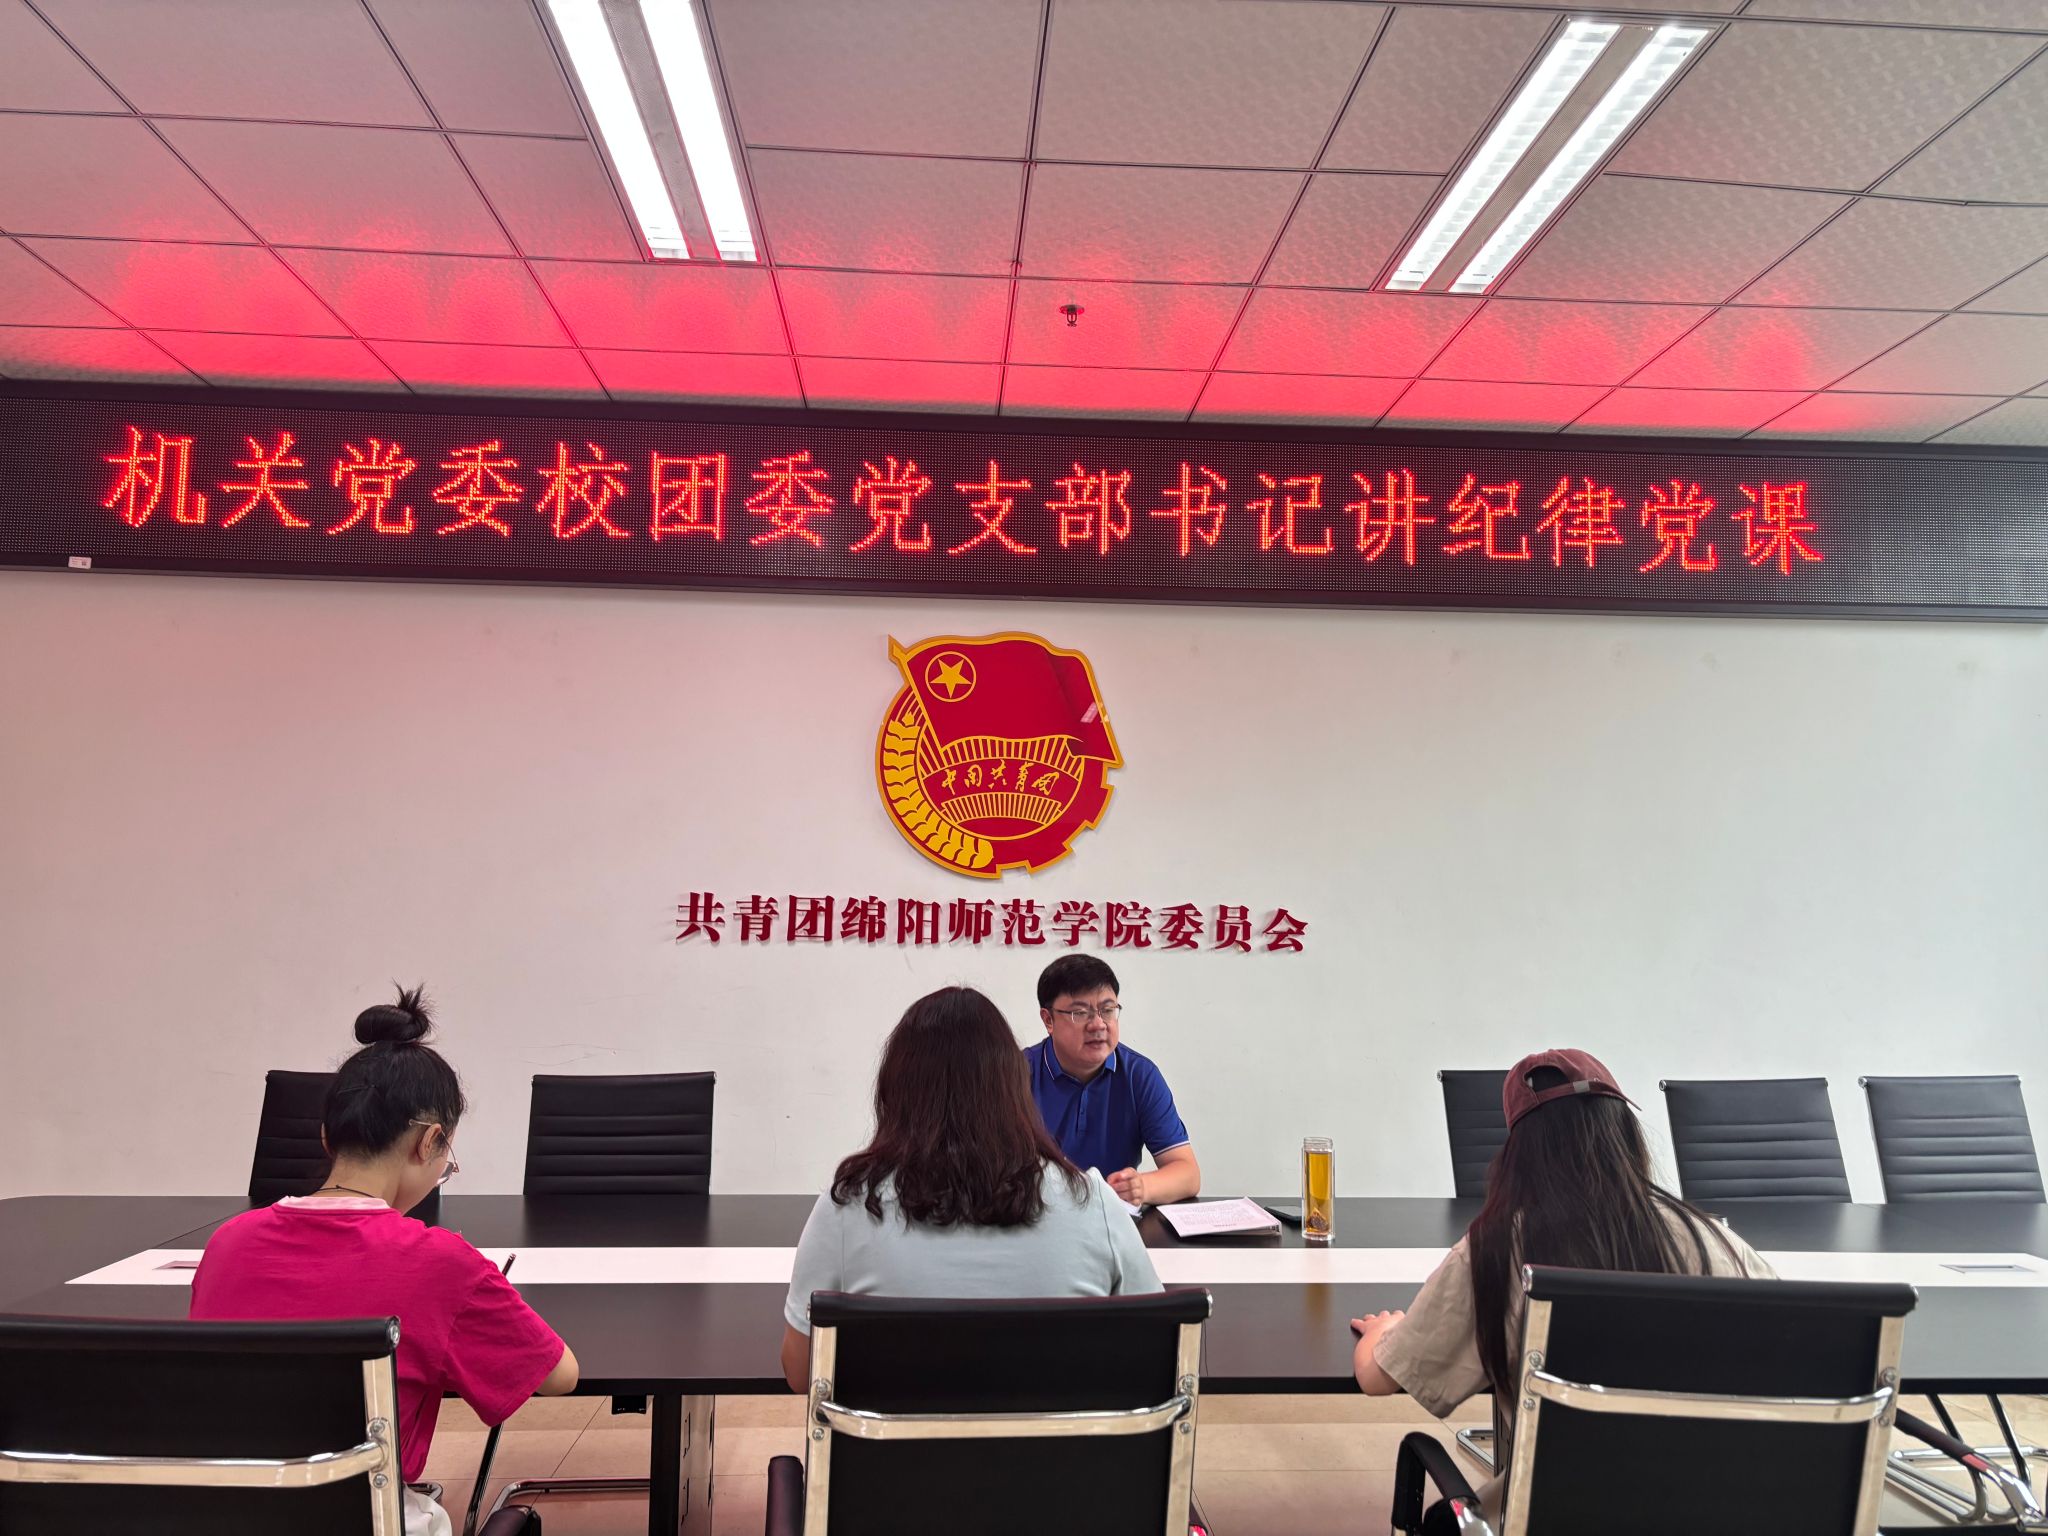 机关党委校团委党支部书记讲纪律党课
中国共青团
共青团绵阳师范学院委员会